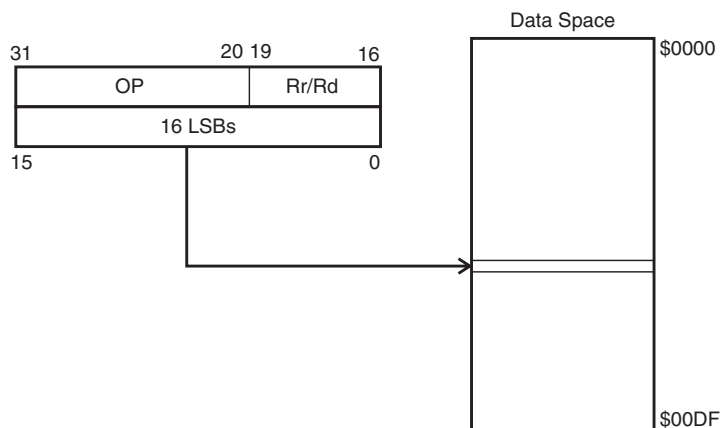 Data Space
31 20 19 16
$0000
OP Rr/Rd
16 LSBs
15 0
$00DF